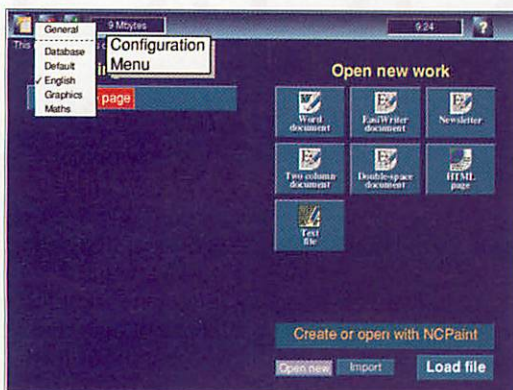 General
9 Mbytes
9:24
?
This
Database
Default
✓ English
Graphics
Maths
Configuration
Menu
page
Open new work
Word
document
EasiWriter
document
Newsletter
Two column
document
Double-space
document
HTML
page
Text
file
Create or open with NCPaint
Open new
Import
Load file